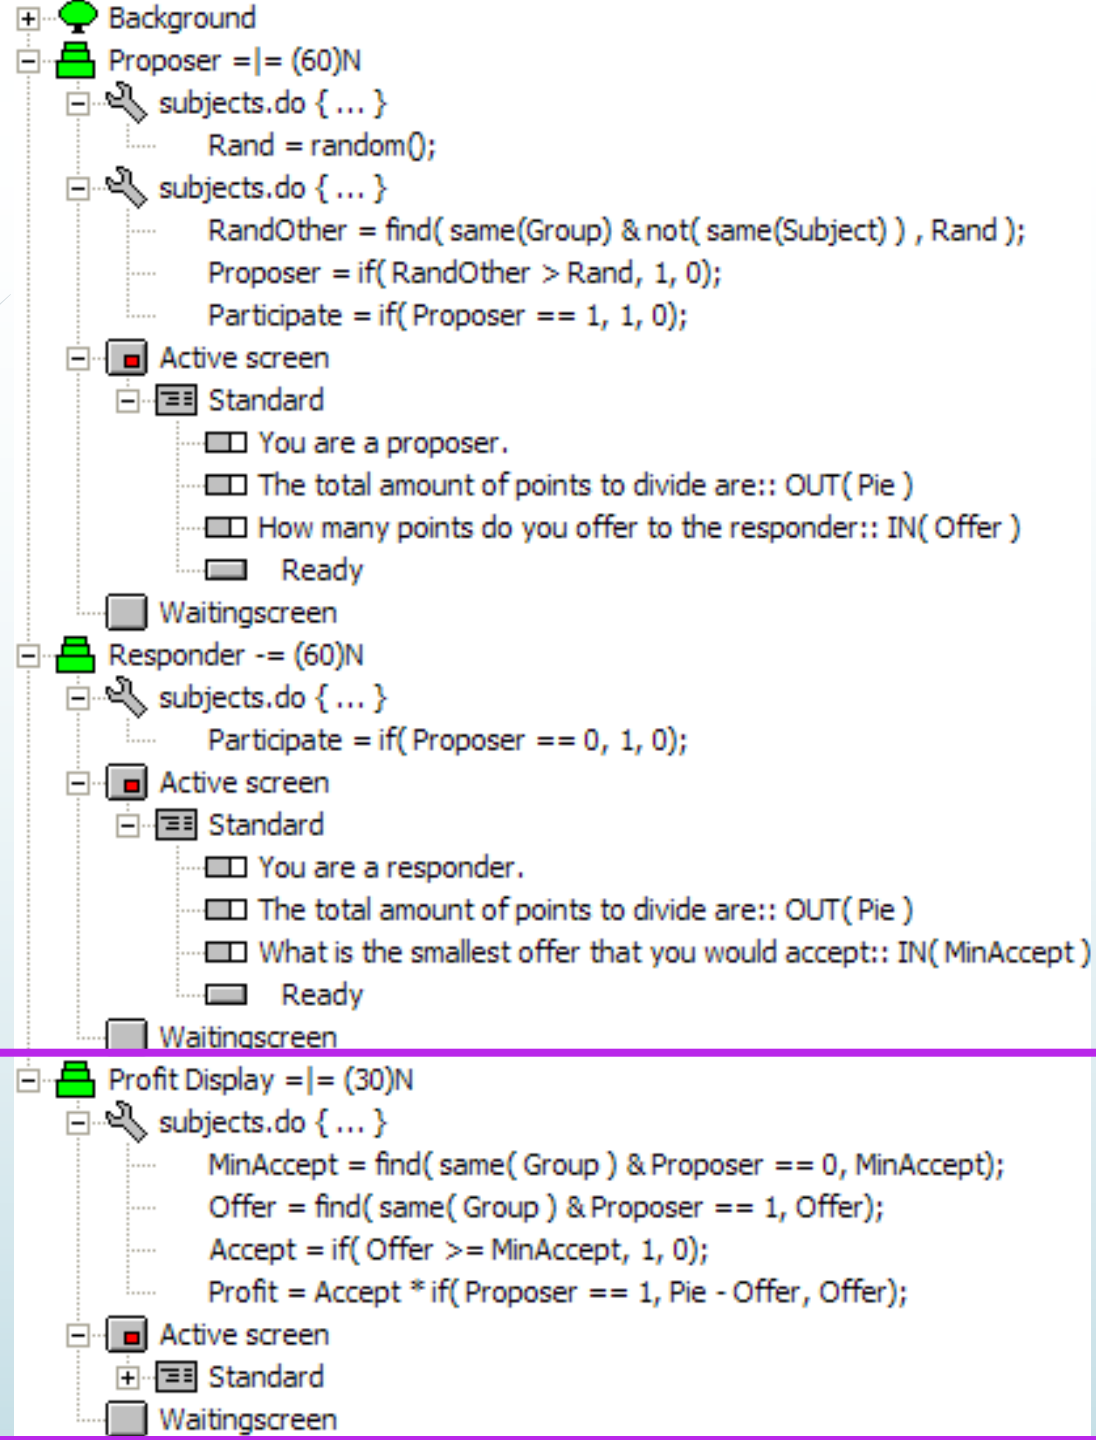 Background
Proposer =|= (60)N
subjects.do { ... }
Rand = random();
subjects.do { ... }
RandOther = find( same(Group) & not( same(Subject) ) , Rand );
Proposer = if( RandOther > Rand, 1, 0);
Participate = if( Proposer == 1, 1, 0);
Active screen
Standard
You are a proposer.
The total amount of points to divide are:: OUT( Pie )
How many points do you offer to the responder:: IN( Offer )
Ready
Waitingscreen
Responder -= (60)N
subjects.do { ... }
Participate = if( Proposer == 0, 1, 0);
Active screen
Standard
You are a responder.
The total amount of points to divide are:: OUT( Pie )
What is the smallest offer that you would accept:: IN( MinAccept )
Ready
Waitingscreen
Profit Display =|= (30)N
subjects.do { ... }
MinAccept = find( same( Group ) & Proposer == 0, MinAccept);
Offer = find( same( Group ) & Proposer == 1, Offer);
Accept = if( Offer >= MinAccept, 1, 0);
Profit = Accept * if( Proposer == 1, Pie - Offer, Offer);
Active screen
Standard
Waitingscreen